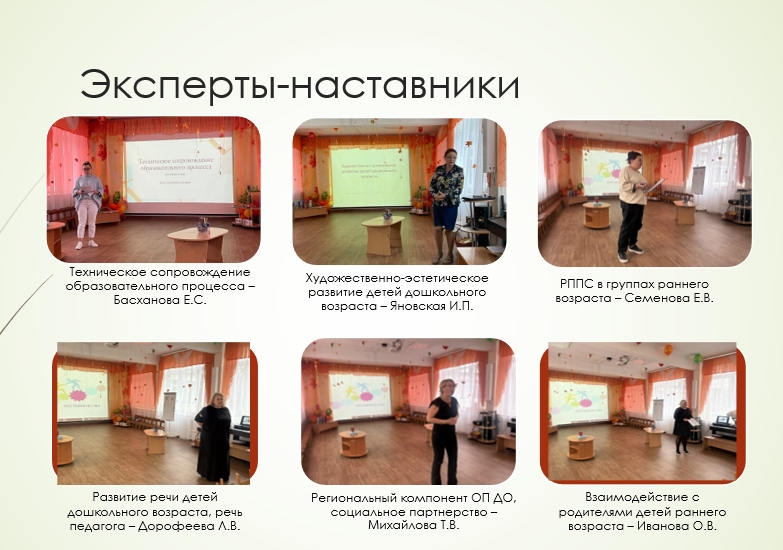 Эксперты-наставники
Техническое сопровождение
образовательного процесса
Техническое сопровождение
образовательного процесса –
Басханова Е.С.
Художественно-эстетическое
развитие детей дошкольного
возраста – Яновская И.П.
РППС в группах раннего
возраста – Семенова Е.В.
Развитие речи детей
дошкольного возраста, речь
педагога – Дорофеева Л.В.
Региональный компонент ОП ДО,
социальное партнерство –
Михайлова Т.В.
Взаимодействие с
родителями детей раннего
возраста – Иванова О.В.